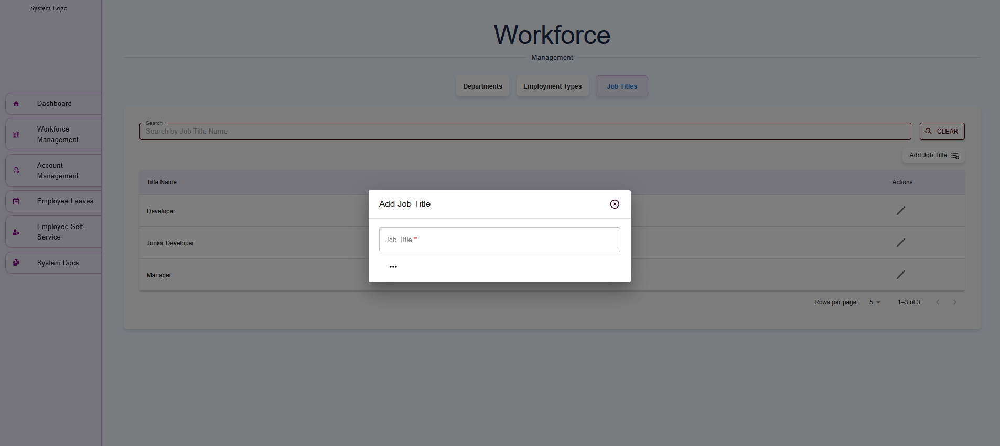 System Logo
Workforce
Management
Departments
Employment Types
Job Titles
Dashboard
Workforce
Management
Account
Management
Employee Leaves
Employee Self-
Service
System Docs
Search
Search by Job Title Name
CLEAR
Add Job Title
Title Name
Actions
Developer
Junior Developer
Manager
Add Job Title
Job Title *
•••
Rows per page:
5
1–3 of 3